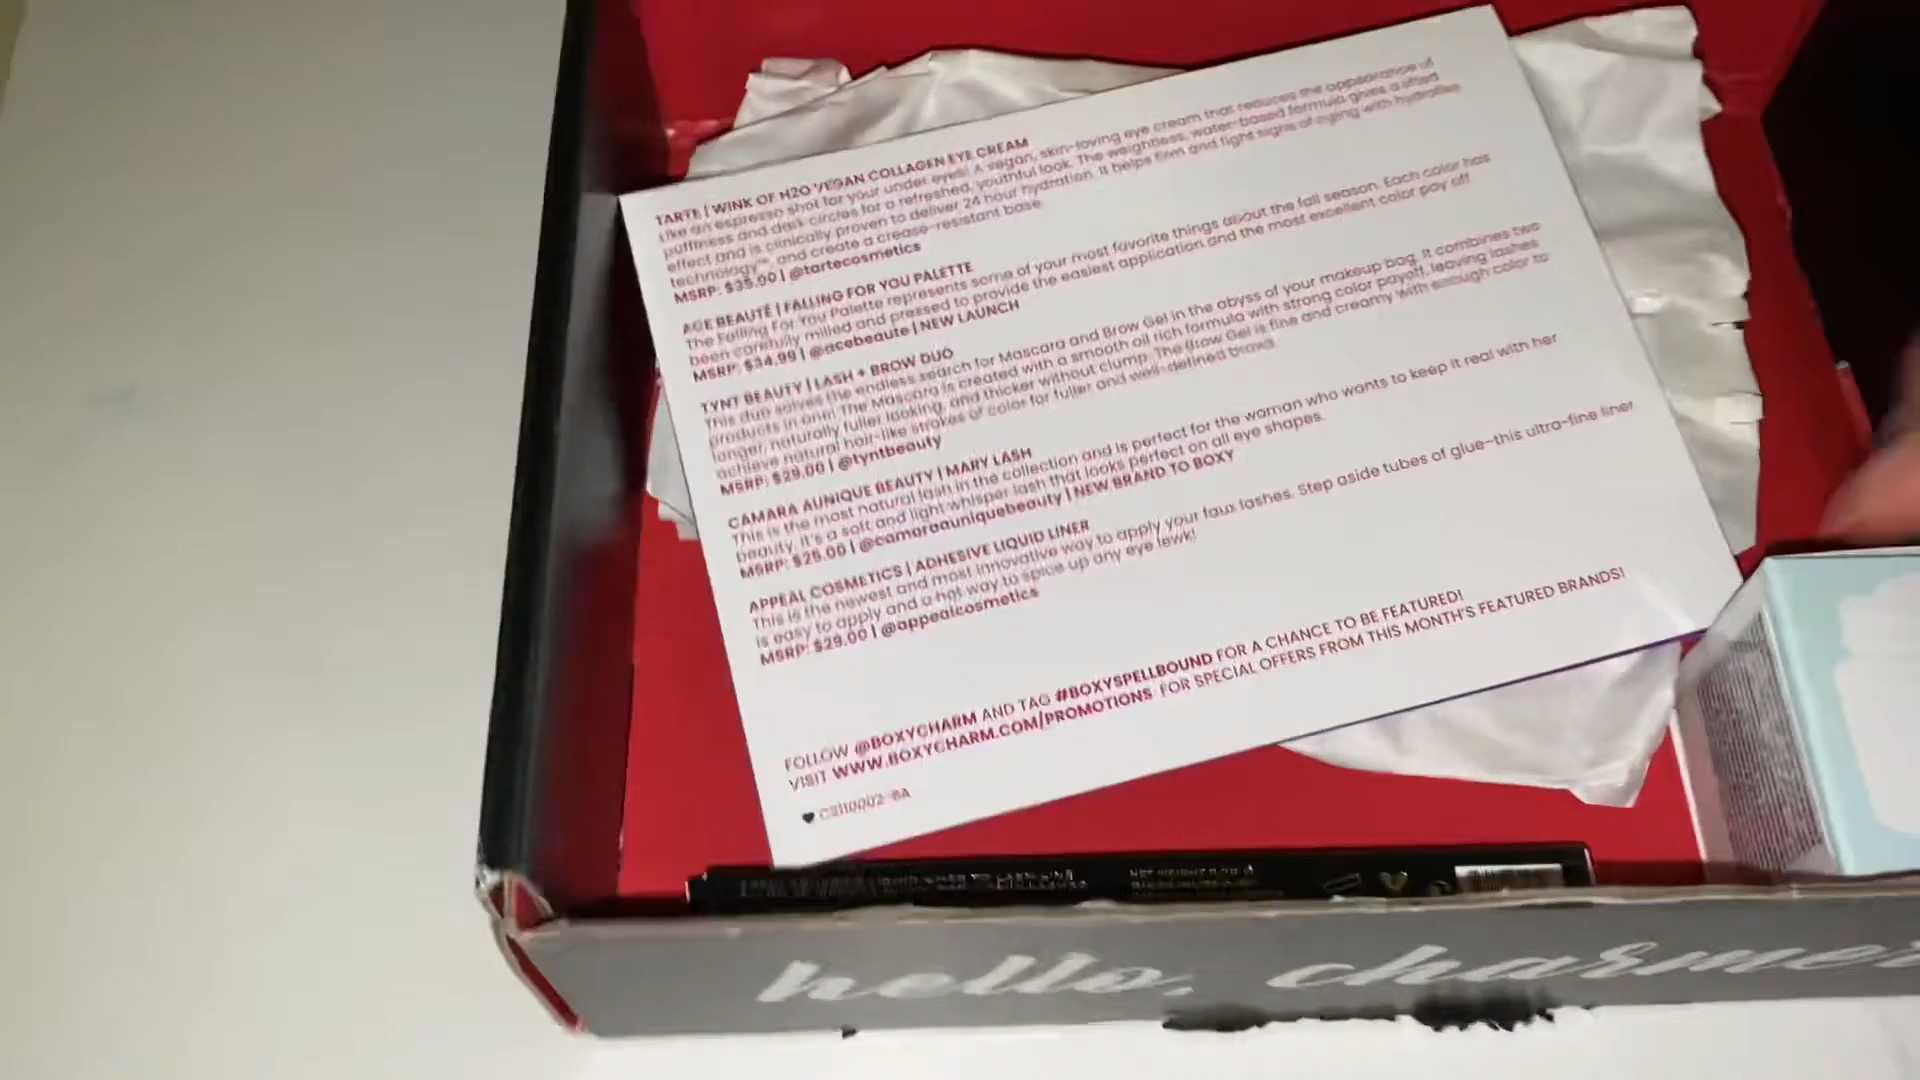 TARTE | WINK OF H2O VEGAN COLLAGEN EYE CREAM
Like an espresso shot for your under eyes! A vegan, skin-loving eye cream that reduces the appearance of
puffiness and dark circles for a refreshed, youthful look. The weightless, water-based formula gives a lifted
effect and is clinically proven to deliver 24 hour hydration. It helps firm and fight signs of aging with hydraflex
technology™, and create a crease-resistant base.
MSRP: $35.00 | @tartecosmetics
ACE BEAUTÉ | FALLING FOR YOU PALETTE
The Falling For You Palette represents some of your most favorite things about the fall season. Each color has
been carefully milled and pressed to provide the easiest application and the most excellent color pay off.
MSRP: $34.99 | @acebeaute | NEW LAUNCH
TYNT BEAUTY | LASH + BROW DUO
This duo solves the endless search for Mascara and Brow Gel in the abyss of your makeup bag. It combines two
products in one! The Mascara is created with a smooth oil rich formula with strong color payoff, leaving lashes
longer, naturally fuller looking, and thicker without clump. The Brow Gel is fine and creamy with enough color to
achieve natural hair-like strokes of color for fuller and well-defined brows.
MSRP: $29.00 | @tyntbeauty
CAMARA AUNIQUE BEAUTY | MARY LASH
This is the most natural lash in the collection and is perfect for the woman who wants to keep it real with her
beauty. It's a soft and light whisper lash that looks perfect on all eye shapes.
MSRP: $25.00 | @camaraauniquebeauty | NEW BRAND TO BOXY
APPEAL COSMETICS | ADHESIVE LIQUID LINER
This is the newest and most innovative way to apply your faux lashes. Step aside tubes of glue–this ultra-fine liner
is easy to apply and a hot way to spice up any eye lewk!
MSRP: $29.00 | @appealcosmetics
FOLLOW @BOXYCHARM AND TAG #BOXYSPELLBOUND FOR A CHANCE TO BE FEATURED!
VISIT WWW.BOXYCHARM.COM/PROMOTIONS FOR SPECIAL OFFERS FROM THIS MONTH'S FEATURED BRANDS!
hello, charmer